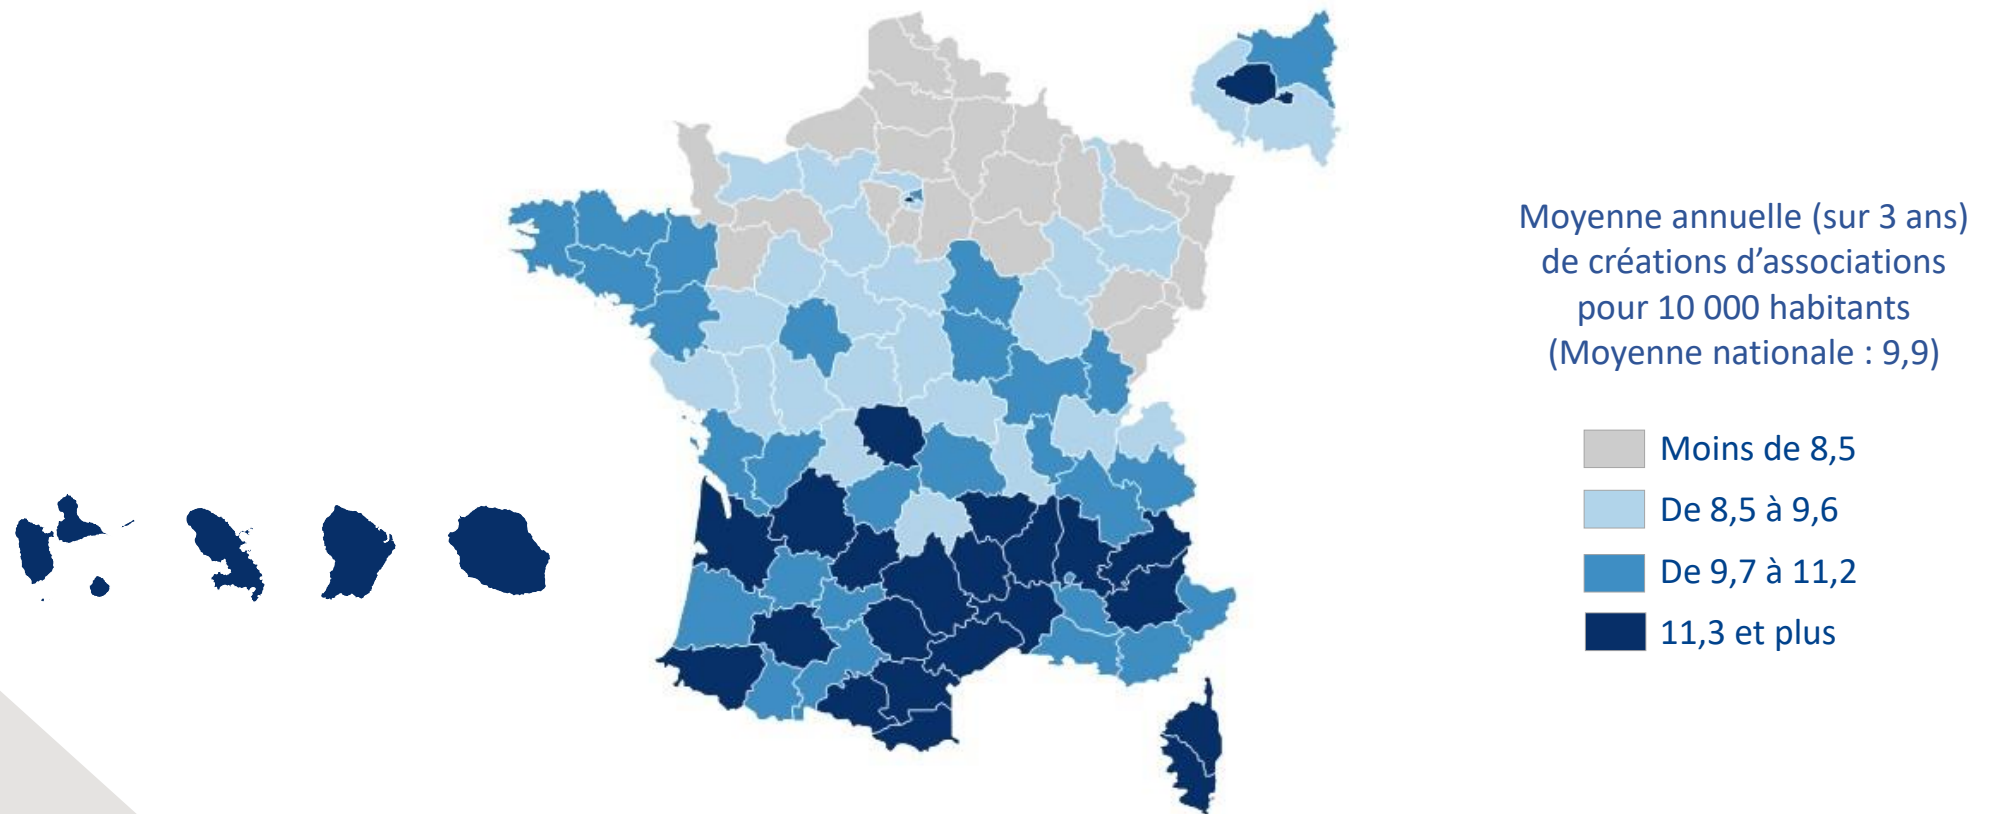 Moyenne annuelle (sur 3 ans)
de créations d’associations
pour 10 000 habitants
(Moyenne nationale : 9,9)
Moins de 8,5
De 8,5 à 9,6
De 9,7 à 11,2
11,3 et plus